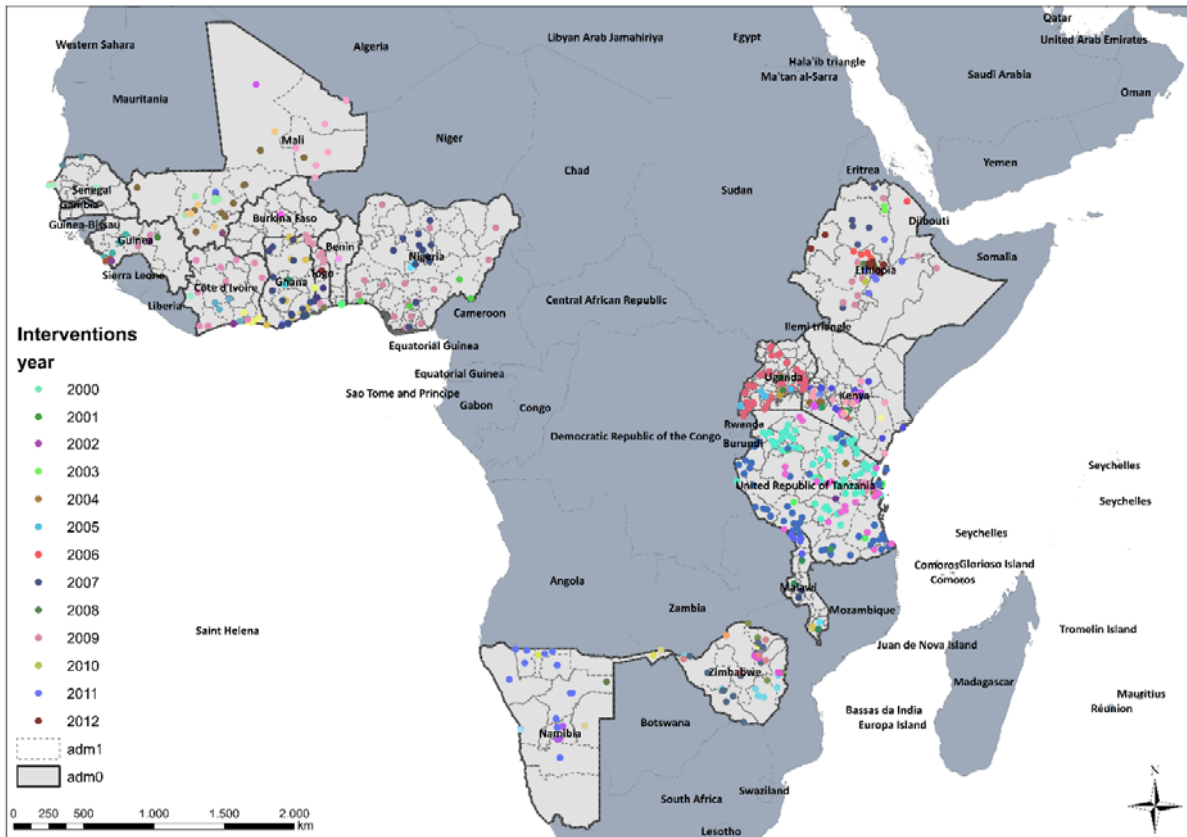 Qatar
Western Sahara
Algeria
Libyan Arab Jamahiriya
Egypt
United Arab Emirates
Hala'ib triangle
Ma'tan al-Sarra
Saudi Arabia
Oman
Mauritania
Mali
Niger
Chad
Sudan
Eritrea
Yemen
Senegal
Gambia
Guinea-Bissau
Guinea
Burkina Faso
Benin
Nigeria
Djibouti
Sierra Leone
Côte d'Ivoire
Ghana
Togo
Ethiopia
Somalia
Liberia
Cameroon
Central African Republic
Ilemi triangle
Equatorial Guinea
Equatorial Guinea
Sao Tome and Principe
Gabon
Congo
Uganda
Kenya
Rwanda
Democratic Republic of the Congo
Burundi
United Republic of Tanzania
Seychelles
Seychelles
Seychelles
Comoros
Glorioso Island
Comoros
Angola
Malawi
Zambia
Mozambique
Saint Helena
Juan de Nova Island
Tromelin Island
Zimbabwe
Madagascar
Namibia
Botswana
Bassas da India
Europa Island
Mauritius
Réunion
South Africa
Swaziland
Lesotho
Interventions
year
2000
2001
2002
2003
2004
2005
2006
2007
2008
2009
2010
2011
2012
adm1
adm0
0 250 500 1.000 1.500 2.000
km
N